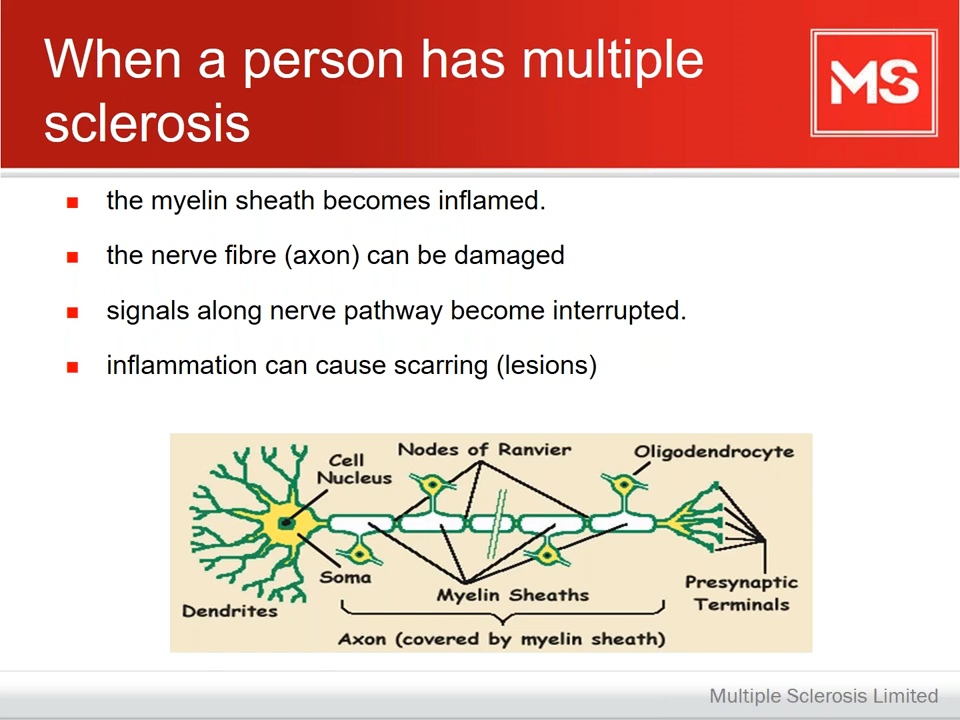 When a person has multiple
sclerosis
MS
the myelin sheath becomes inflamed.
the nerve fibre (axon) can be damaged
signals along nerve pathway become interrupted.
inflammation can cause scarring (lesions)
Nodes of Ranvier
Oligodendrocyte
Cell
Nucleus
Soma
Myelin Sheaths
Presynaptic
Terminals
Dendrites
Axon (covered by myelin sheath)
Multiple Sclerosis Limited